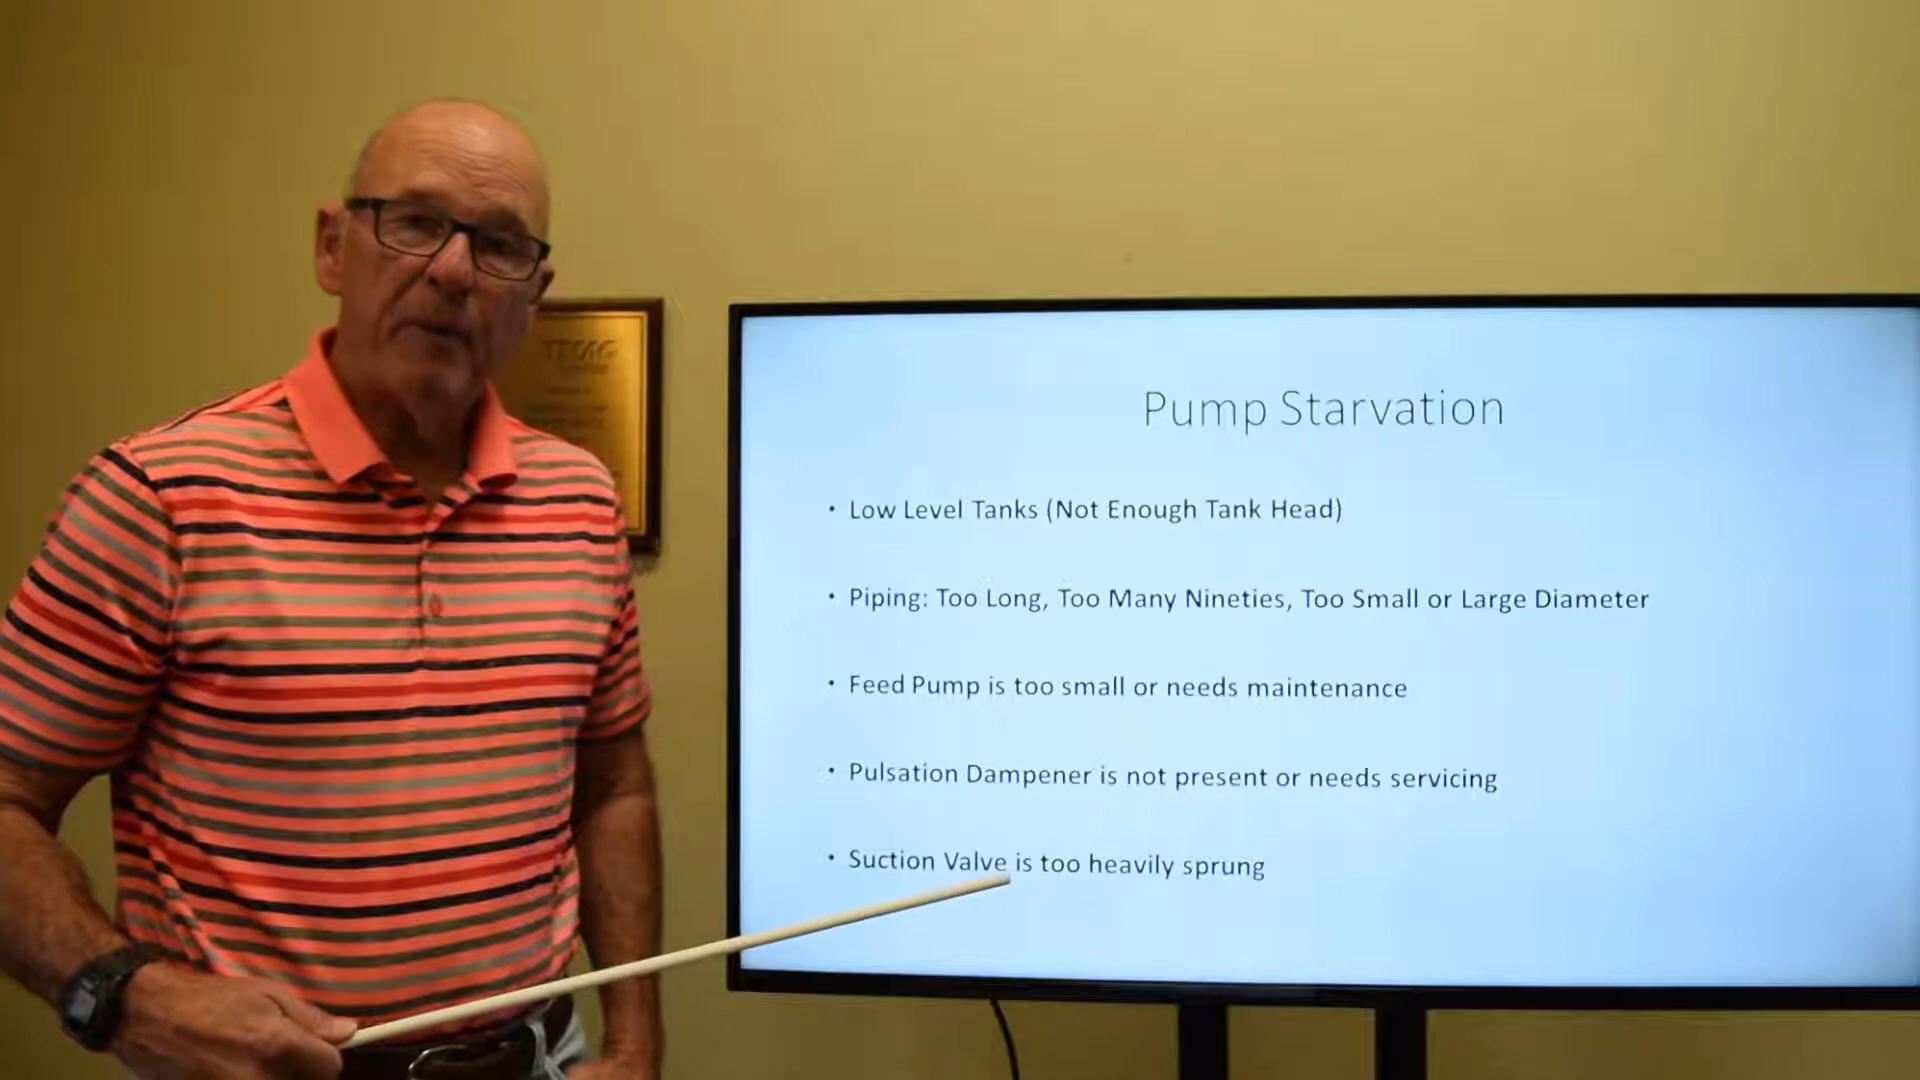 Pump Starvation
• Low Level Tanks (Not Enough Tank Head)
• Piping: Too Long, Too Many Nineties, Too Small or Large Diameter
• Feed Pump is too small or needs maintenance
• Pulsation Dampener is not present or needs servicing
• Suction Valve is too heavily sprung